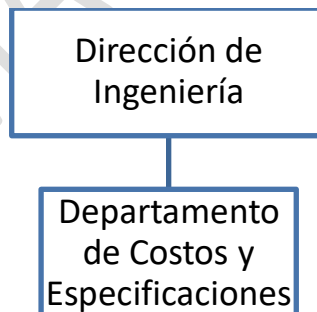 Dirección de
Ingeniería
Departamento
de Costos y
Especificaciones